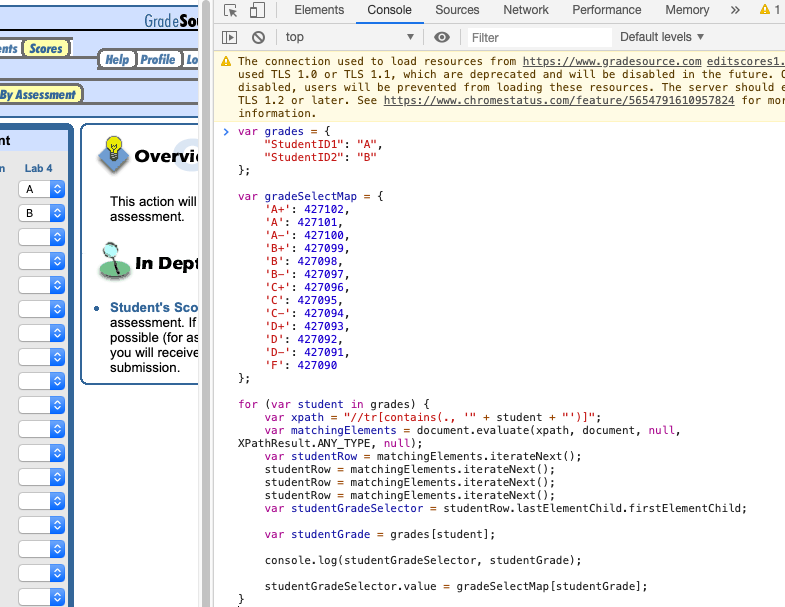 GradeSo
nts
Scores
Help
Profile
Lo
By Assessment
nt
n
Lab 4
A
B
Overvi
This action will
assessment.
In Dept
Student's Sco
assessment. If
possible (for as
you will receive
submission.
Elements
Console
Sources
Network
Performance
Memory
»
1
top
Filter
Default levels ▼
The connection used to load resources from https://www.gradesource.com editscores1.
used TLS 1.0 or TLS 1.1, which are deprecated and will be disabled in the future. O
disabled, users will be prevented from loading these resources. The server should e
TLS 1.2 or later. See https://www.chromestatus.com/feature/5654791610957824 for mor
information.
var grades = {
"StudentID1": "A",
"StudentID2": "B"
};
var gradeSelectMap = {
'A+': 427102,
'A': 427101,
'A-': 427100,
'B+': 427099,
'B': 427098,
'B-': 427097,
'C+': 427096,
'C': 427095,
'C-': 427094,
'D+': 427093,
'D': 427092,
'D-': 427091,
'F': 427090
};
for (var student in grades) {
var xpath = "//tr[contains(., '" + student + "')]";
var matchingElements = document.evaluate(xpath, document, null,
XPathResult.ANY_TYPE, null);
var studentRow = matchingElements.iterateNext();
studentRow = matchingElements.iterateNext();
studentRow = matchingElements.iterateNext();
studentRow = matchingElements.iterateNext();
var studentGradeSelector = studentRow.lastElementChild.firstElementChild;
var studentGrade = grades[student];
console.log(studentGradeSelector, studentGrade);
studentGradeSelector.value = gradeSelectMap[studentGrade];
}